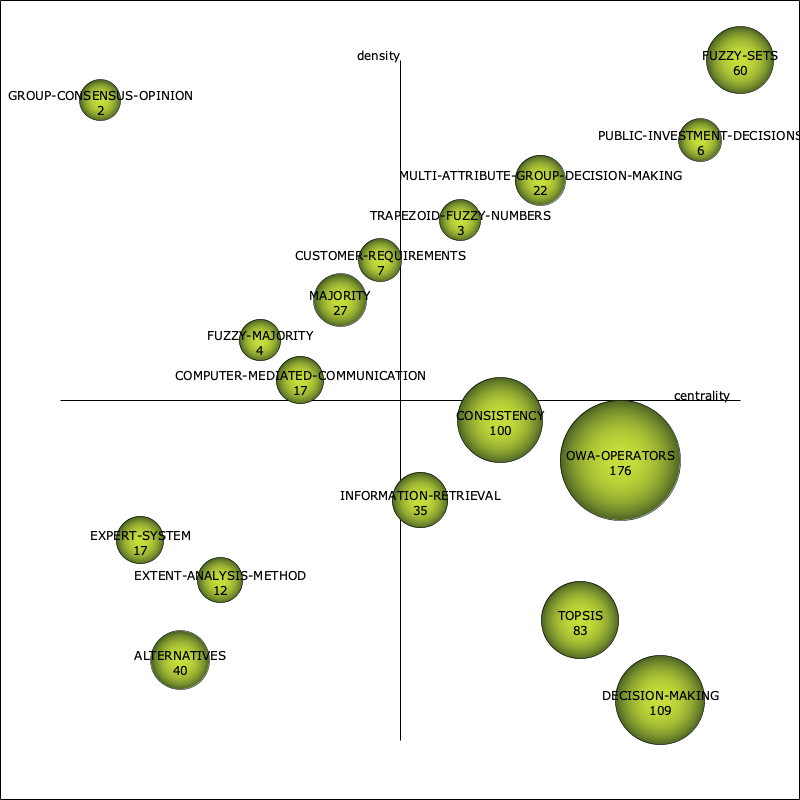 density
FUZZY-SETS
60
GROUP-CONSENSUS-OPINION
2
PUBLIC-INVESTMENT-DECISIONS
6
MULTI-ATTRIBUTE-GROUP-DECISION-MAKING
22
TRAPEZOID-FUZZY-NUMBERS
3
CUSTOMER-REQUIREMENTS
7
MAJORITY
27
FUZZY-MAJORITY
4
COMPUTER-MEDIATED-COMMUNICATION
17
centrality
CONSISTENCY
100
OWA-OPERATORS
176
INFORMATION-RETRIEVAL
35
EXPERT-SYSTEM
17
EXTENT-ANALYSIS-METHOD
12
TOPSIS
83
ALTERNATIVES
40
DECISION-MAKING
109